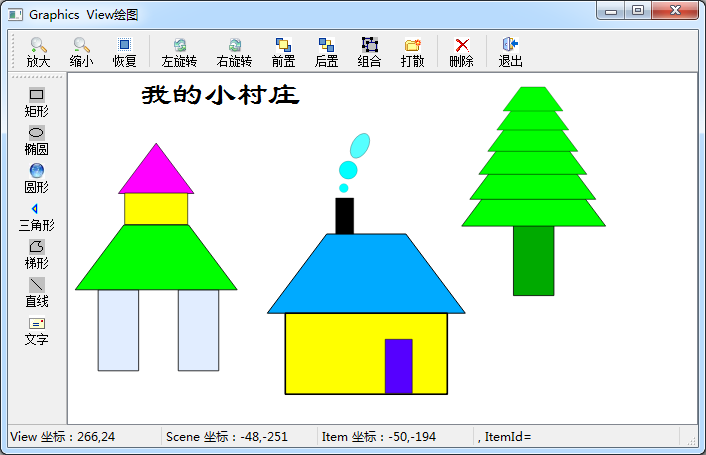 Graphics View绘图
放大 缩小 恢复 左旋转 右旋转 前置 后置 组合 打散 删除 退出
矩形
椭圆
圆形
三角形
梯形
直线
文字
我的小村庄
View 坐标：266,24 Scene 坐标：-48,-251 Item 坐标：-50,-194 , ItemId=